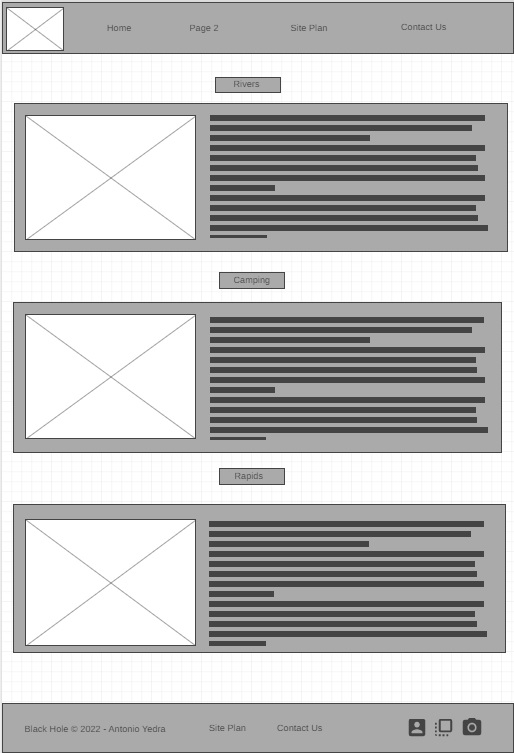 Home Page 2 Site Plan Contact Us
Rivers
Camping
Rapids
Black Hole © 2022 - Antonio Yedra Site Plan Contact Us